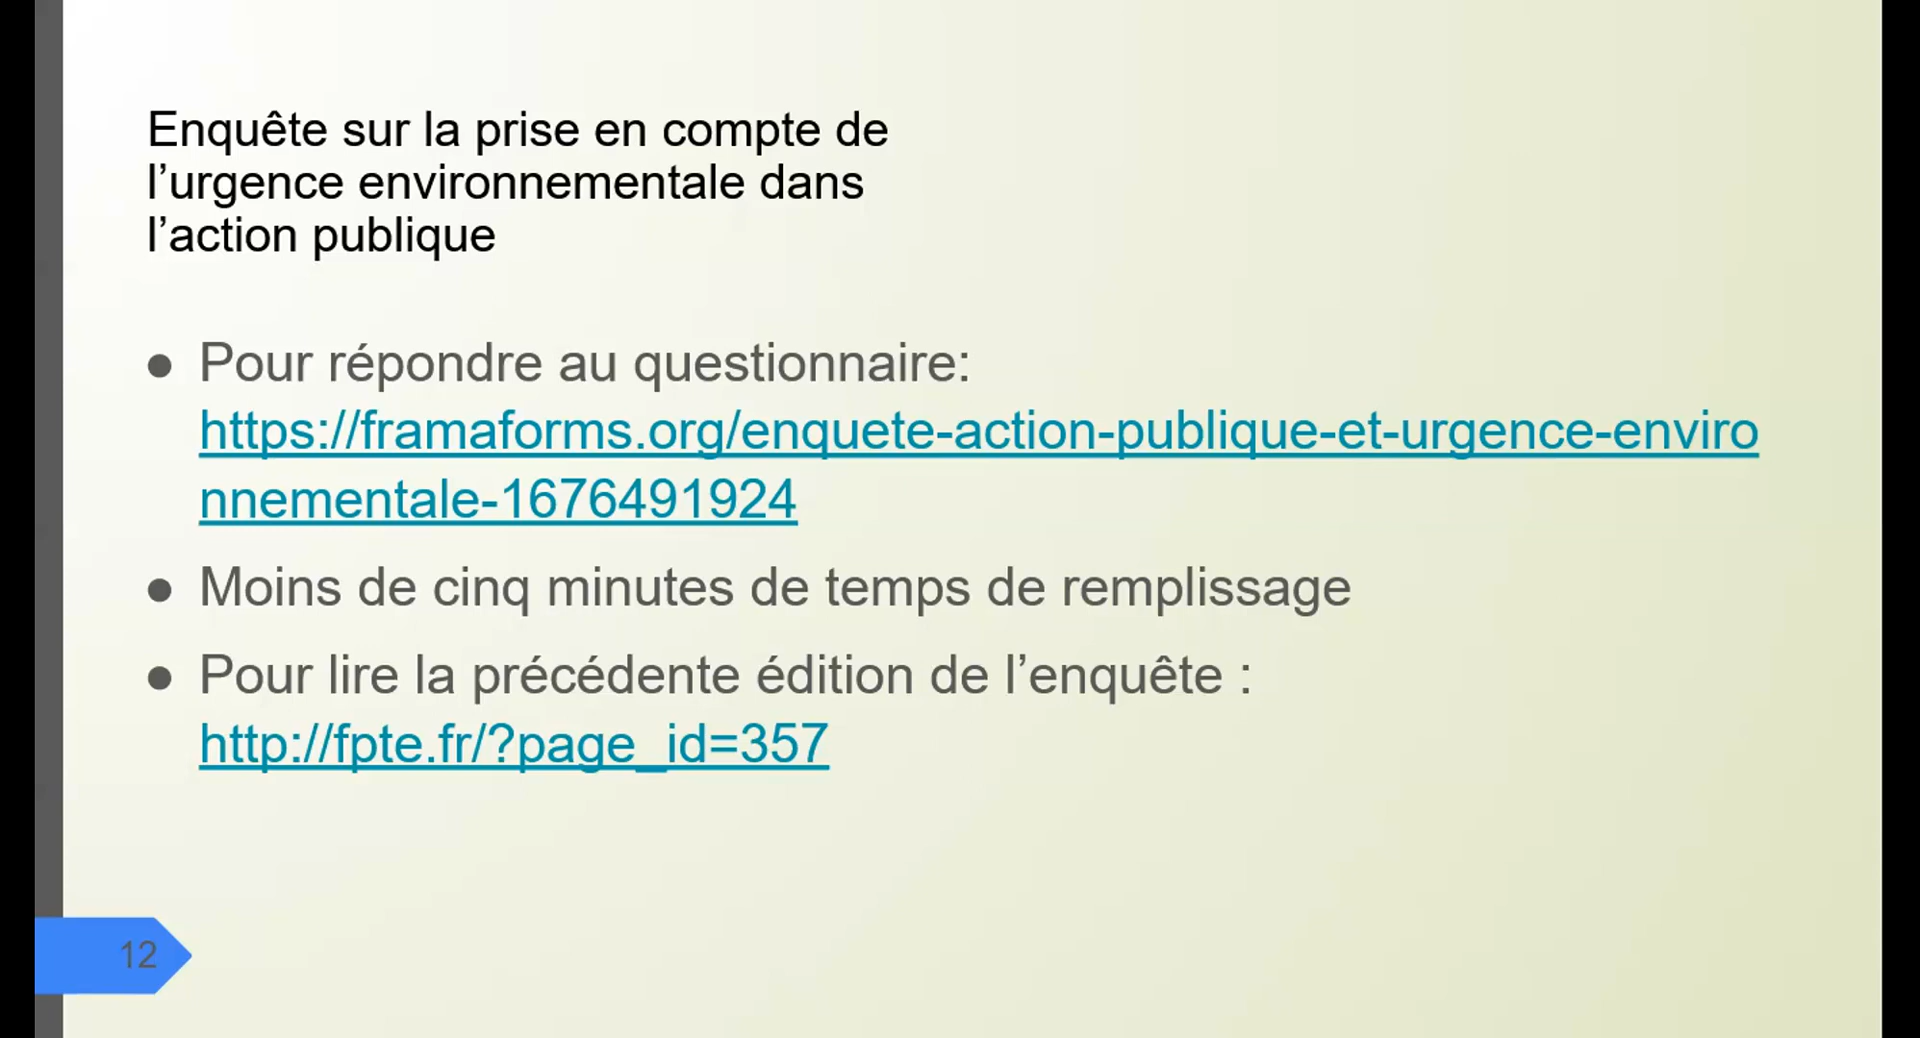 Enquête sur la prise en compte de
l’urgence environnementale dans
l’action publique
● Pour répondre au questionnaire:
https://framaforms.org/enquete-action-publique-et-urgence-enviro
nnementale-1676491924
● Moins de cinq minutes de temps de remplissage
● Pour lire la précédente édition de l’enquête :
http://fpte.fr/?page_id=357
12